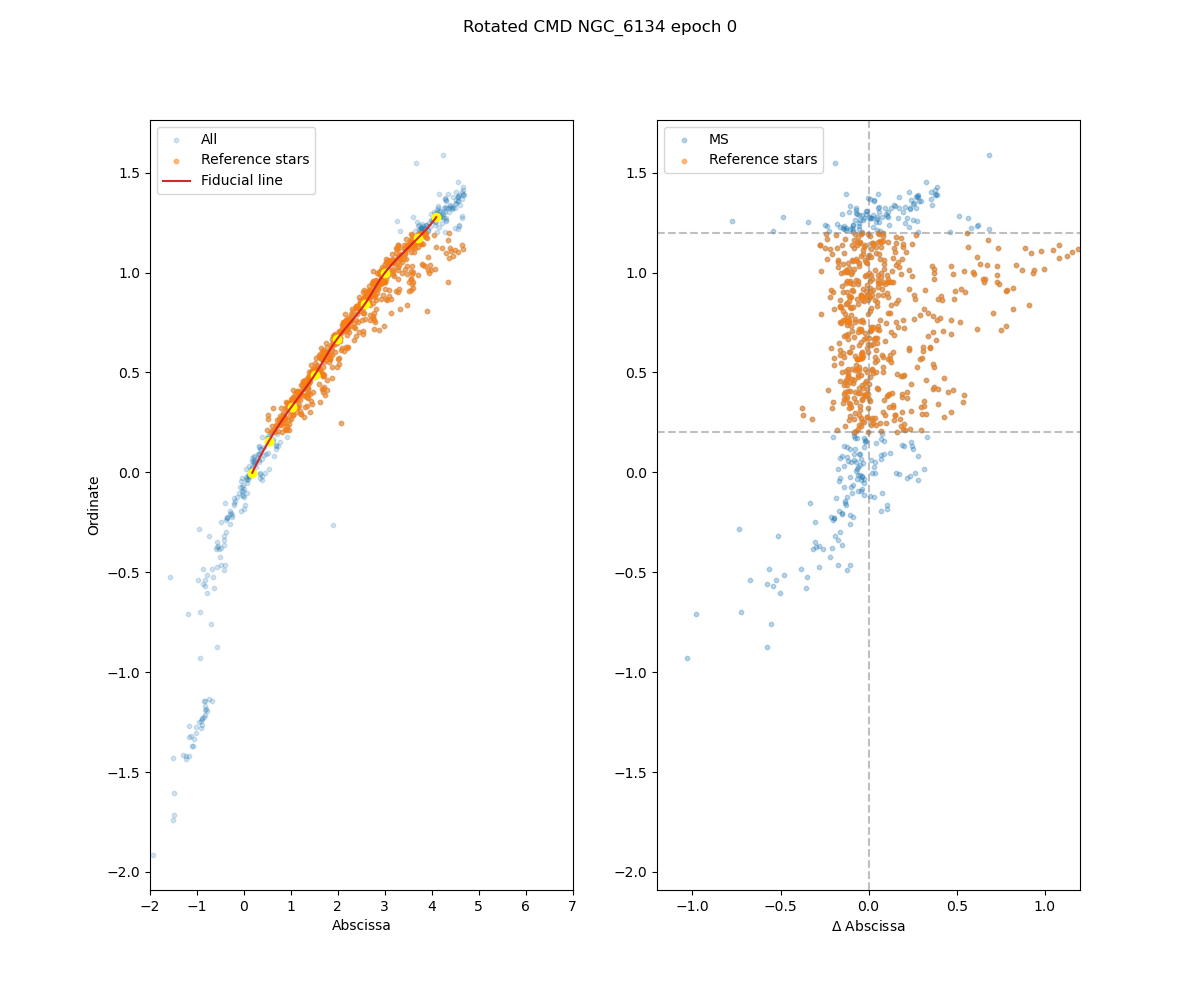 Rotated CMD NGC_6134 epoch 0
All
Reference stars
Fiducial line
1.5
1.0
0.5
0.0
−0.5
−1.0
−1.5
−2.0
Ordinate
−2 −1 0 1 2 3 4 5 6 7
Abscissa
MS
Reference stars
1.5
1.0
0.5
0.0
−0.5
−1.0
−1.5
−2.0
−1.0 −0.5 0.0 0.5 1.0
Δ Abscissa